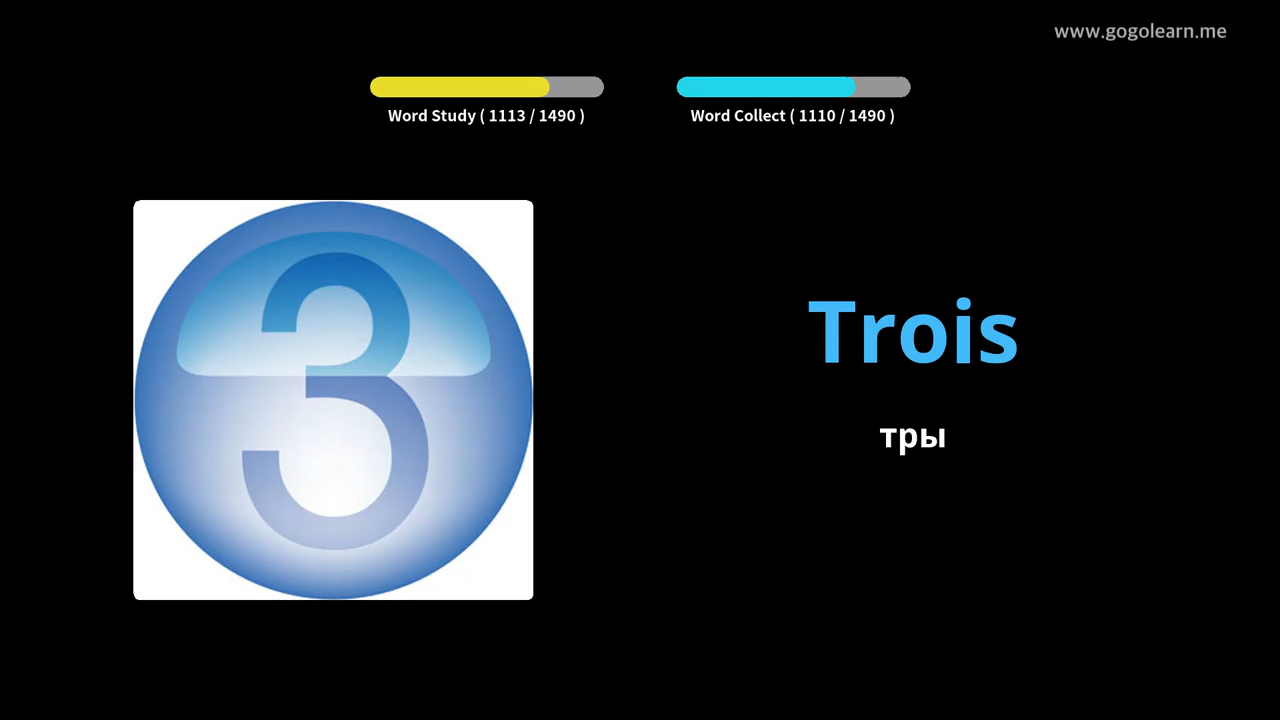 www.gogolearn.me
Word Study ( 1113 / 1490 )
Word Collect ( 1110 / 1490 )
3
Trois
тры